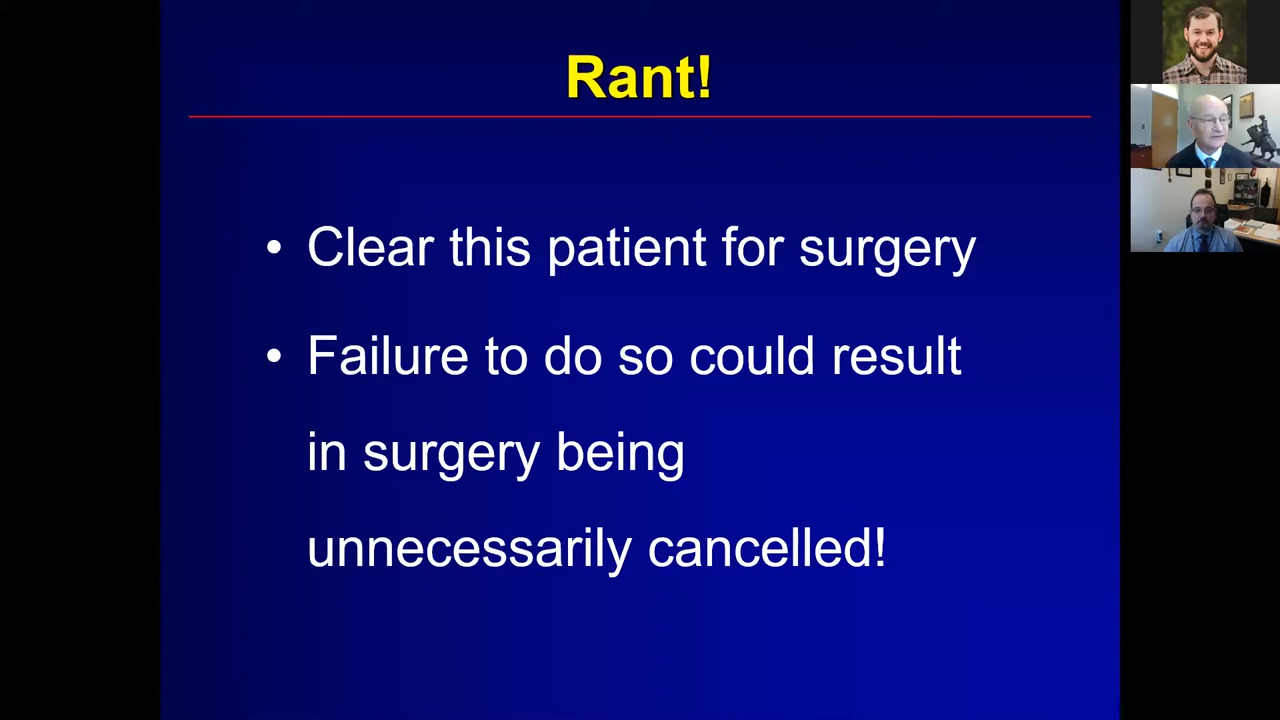 Rant!
• Clear this patient for surgery
• Failure to do so could result
in surgery being
unnecessarily cancelled!